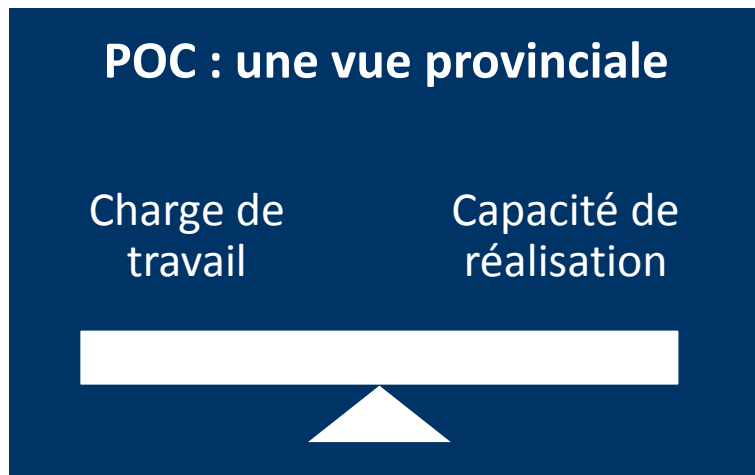 POC : une vue provinciale
Charge de
travail
Capacité de
réalisation